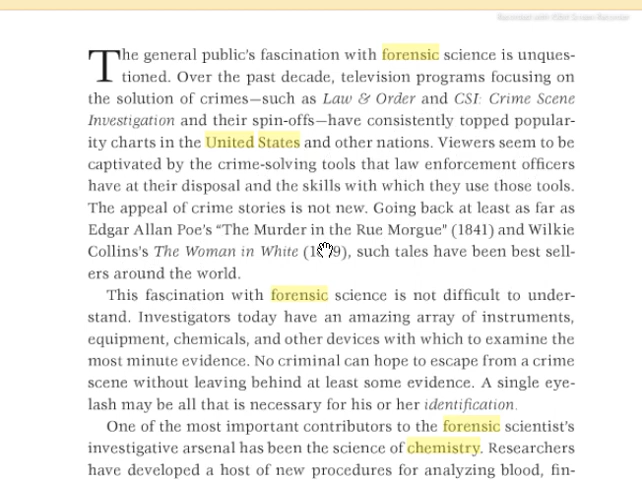 The general public's fascination with forensic science is unques-
tioned. Over the past decade, television programs focusing on
the solution of crimes—such as Law & Order and CSI: Crime Scene
Investigation and their spin-offs—have consistently topped popular-
ity charts in the United States and other nations. Viewers seem to be
captivated by the crime-solving tools that law enforcement officers
have at their disposal and the skills with which they use those tools.
The appeal of crime stories is not new. Going back at least as far as
Edgar Allan Poe's “The Murder in the Rue Morgue” (1841) and Wilkie
Collins's The Woman in White such tales have been best sell-
ers around the world.
This fascination with forensic science is not difficult to under-
stand. Investigators today have an amazing array of instruments,
equipment, chemicals, and other devices with which to examine the
most minute evidence. No criminal can hope to escape from a crime
scene without leaving behind at least some evidence. A single eye-
lash may be all that is necessary for his or her identification.
One of the most important contributors to the forensic scientist's
investigative arsenal has been the science of chemistry. Researchers
have developed a host of new procedures for analyzing blood, fin-